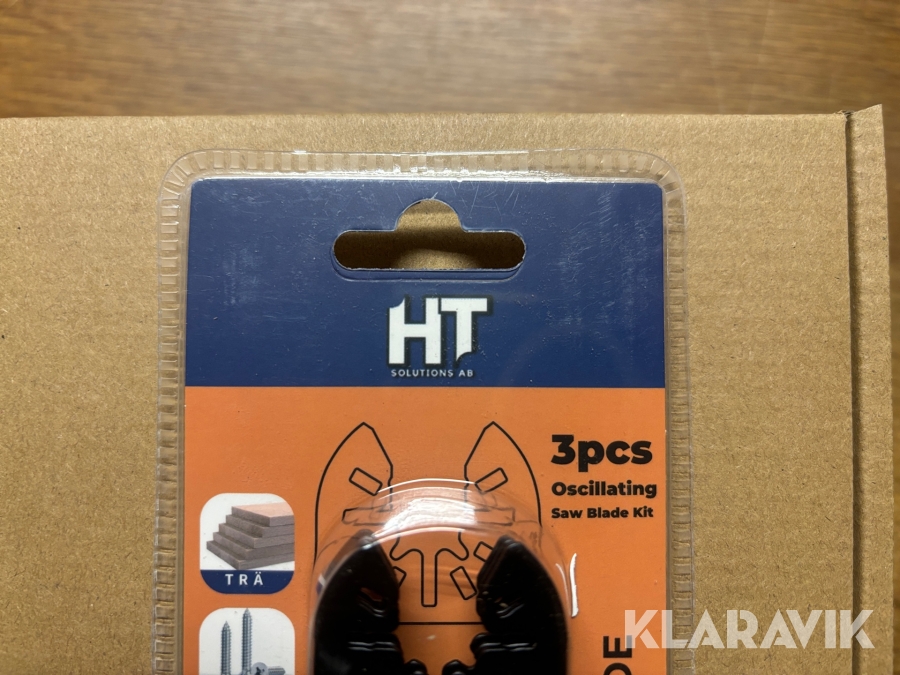 HT
SOLUTIONS AB
3pcs
Oscillating
Saw Blade Kit
TRÄ
KLARAVIK